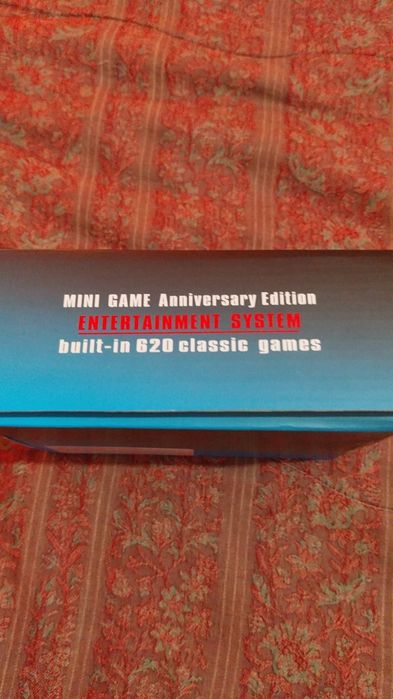 MINI GAME Anniversary Edition
ENTERTAINMENT SYSTEM
built-in 620 classic games